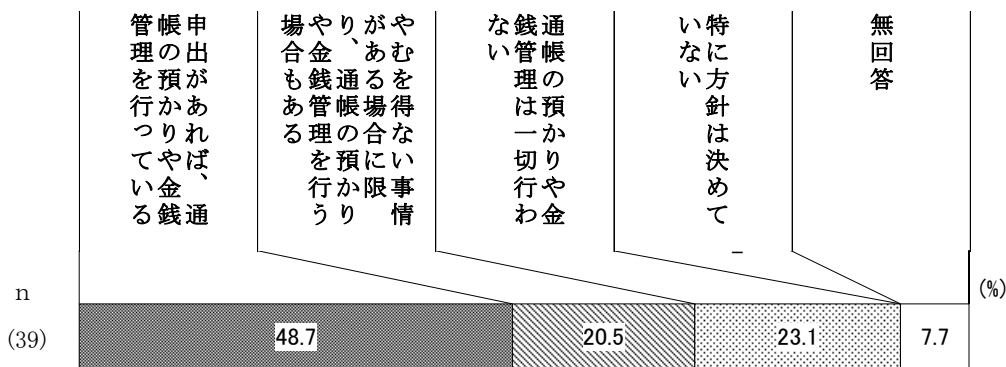 申出があれば、通
帳の預かりや金銭
管理を行っている
やむを得ない事情
がある場合に限
り、通帳の預かり
や金銭管理を行う
場合もある
通帳の預かりや金
銭管理は一切行わ
ない
特に方針は決めて
いない
無回答
n
(%)
(39)
48.7
20.5
–
23.1
7.7